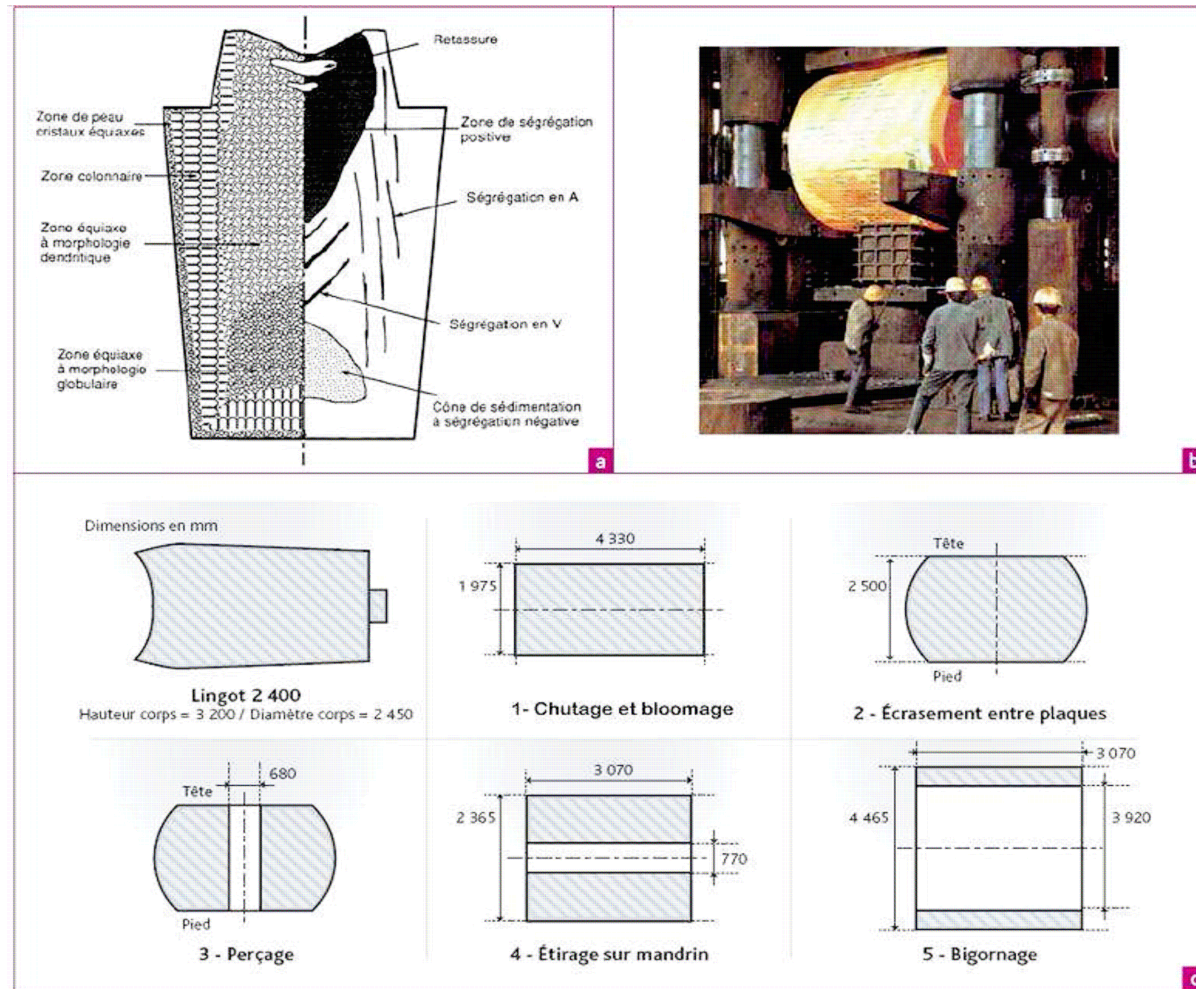 Retassure
Zone de peau
cristaux équiaxes
Zone de ségrégation
positive
Zone colonnaire
Ségrégation en A
Zone équiaxe
à morphologie
dendritique
Ségrégation en V
Zone équiaxe
à morphologie
globulaire
Cône de sédimentation
à ségrégation négative
a
b
Dimensions en mm
Lingot 2 400
Hauteur corps = 3 200 / Diamètre corps = 2 450
4 330
1 975
1- Chutage et bloomage
Tête
2 500
Pied
2 - Écrasement entre plaques
680
Tête
Pied
3 - Perçage
3 070
2 365
770
4 - Étirage sur mandrin
3 070
4 465
3 920
5 - Bigornage
c